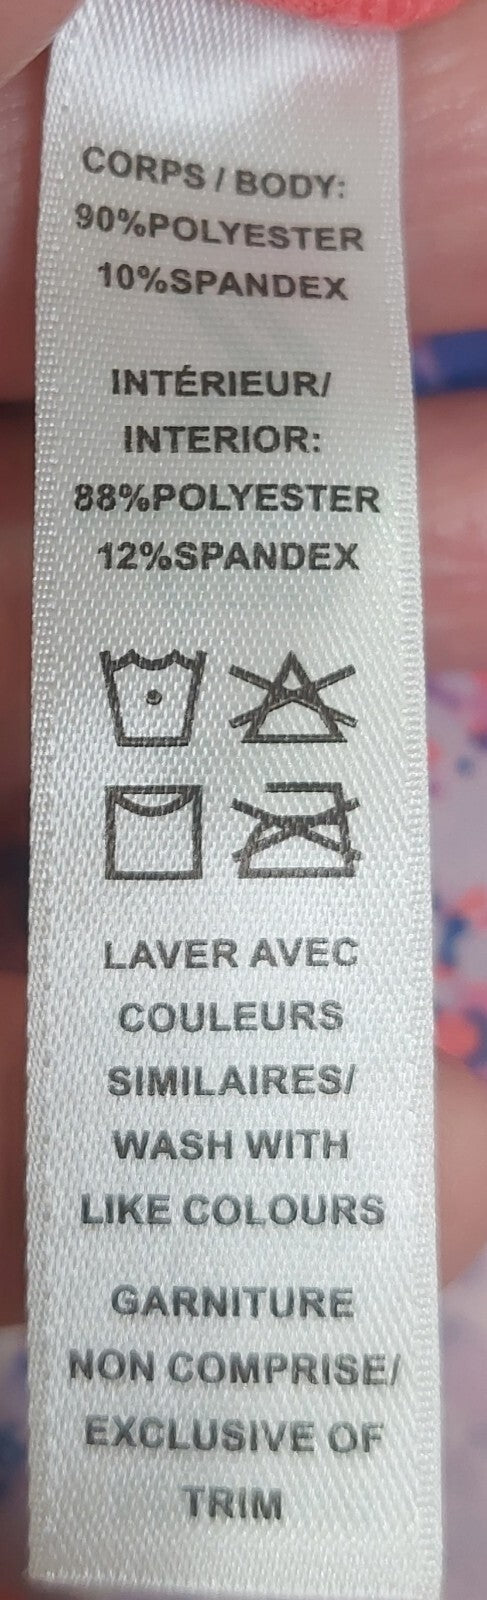 CORPS / BODY:
90%POLYESTER
10%SPANDEX
INTÉRIEUR/
INTERIOR:
88%POLYESTER
12%SPANDEX
LAVER AVEC
COULEURS
SIMILAIRES/
WASH WITH
LIKE COLOURS
GARNITURE
NON COMPRISE/
EXCLUSIVE OF
TRIM